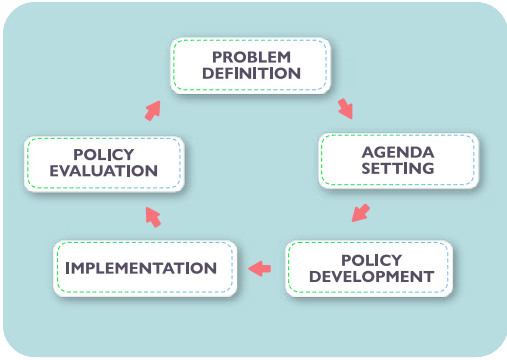 PROBLEM
DEFINITION
AGENDA
SETTING
POLICY
DEVELOPMENT
IMPLEMENTATION
POLICY
EVALUATION